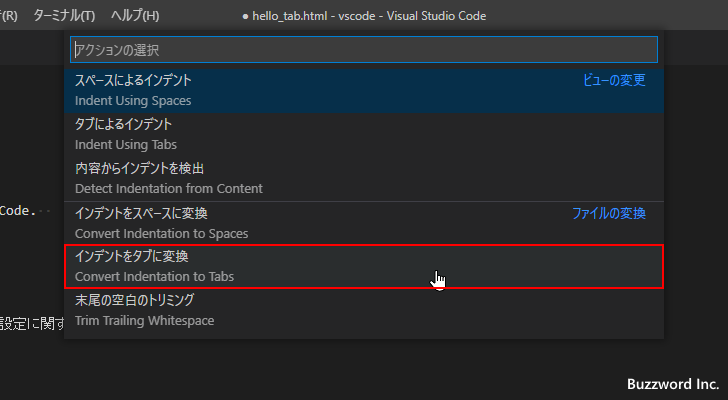 (R) ターミナル(T) ヘルプ(H) ● hello_tab.html - vscode - Visual Studio Code
アクションの選択
スペースによるインデント ビューの変更
Indent Using Spaces
タブによるインデント
Indent Using Tabs
内容からインデントを検出
Detect Indentation from Content
Code.
インデントをスペースに変換 ファイルの変換
Convert Indentation to Spaces
インデントをタブに変換
Convert Indentation to Tabs
末尾の空白のトリミング
Trim Trailing Whitespace
設定に関す
Buzzword Inc.